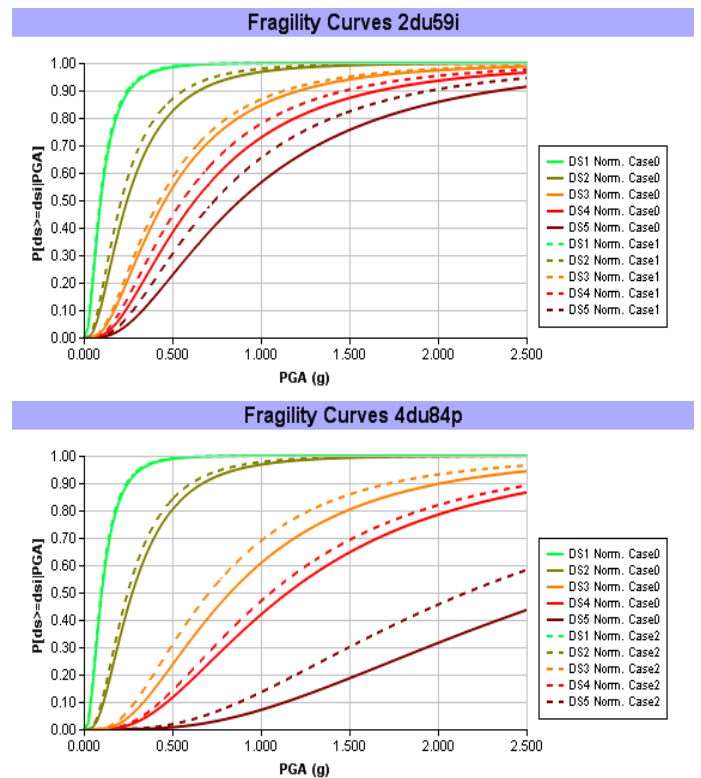 Fragility Curves 2du59i
1.00
0.90
0.80
0.70
0.60
0.50
0.40
0.30
0.20
0.10
0.00
P[ds>=dsi|PGA]
0.000 0.500 1.000 1.500 2.000 2.500
PGA (g)
DS1 Norm. Case0
DS2 Norm. Case0
DS3 Norm. Case0
DS4 Norm. Case0
DS5 Norm. Case0
DS1 Norm. Case1
DS2 Norm. Case1
DS3 Norm. Case1
DS4 Norm. Case1
DS5 Norm. Case1
Fragility Curves 4du84p
1.00
0.90
0.80
0.70
0.60
0.50
0.40
0.30
0.20
0.10
0.00
P[ds>=dsi|PGA]
0.000 0.500 1.000 1.500 2.000 2.500
PGA (g)
DS1 Norm. Case0
DS2 Norm. Case0
DS3 Norm. Case0
DS4 Norm. Case0
DS5 Norm. Case0
DS1 Norm. Case2
DS2 Norm. Case2
DS3 Norm. Case2
DS4 Norm. Case2
DS5 Norm. Case2